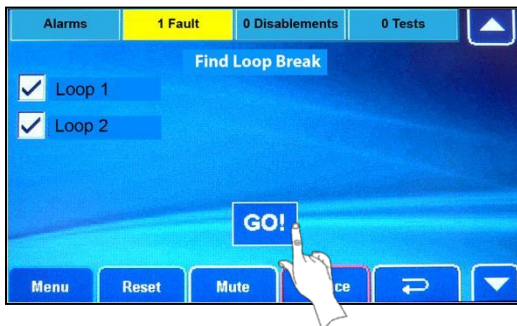 Alarms 1 Fault 0 Disablements 0 Tests
Find Loop Break
Loop 1
Loop 2
GO!
Menu Reset Mute